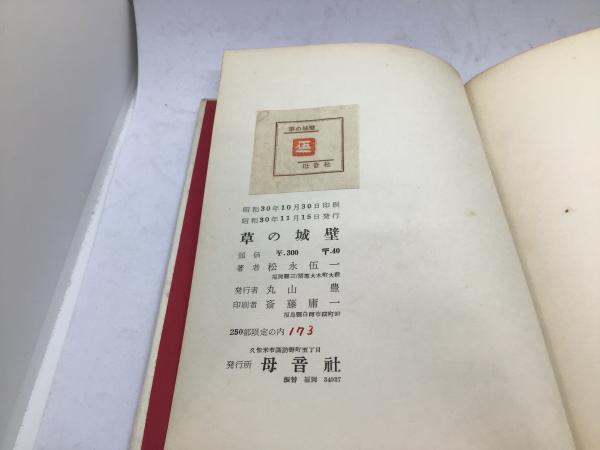 草の城壁
伍
母音社
昭和30年10月30日印刷
昭和30年11月15日発行
草の城壁
頒価 ¥.300 〒.40
著者 松永伍一
発行者 丸山豊
印刷者 斎藤庸一
250部限定の内 173
発行所 母音社
振替 福岡 34937